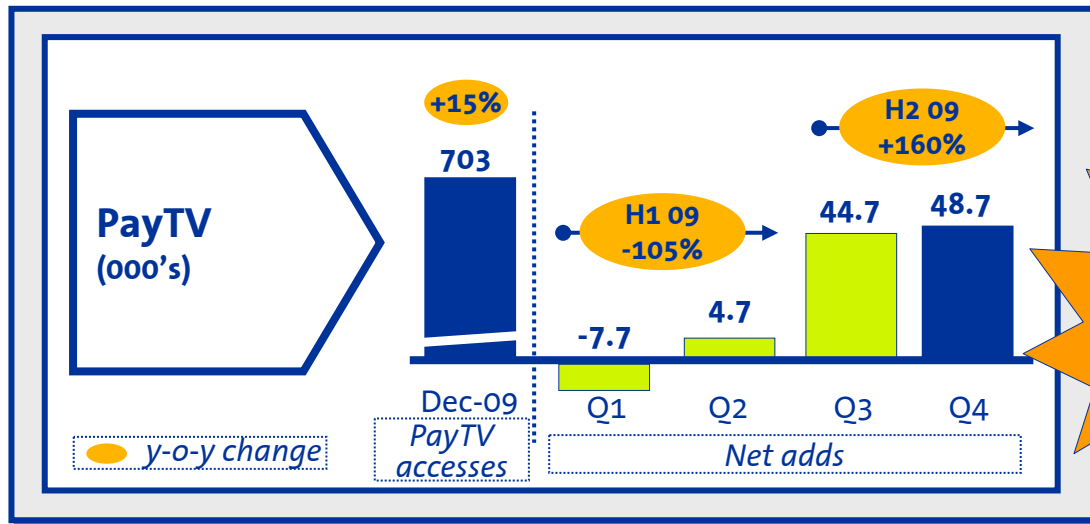 PayTV
(000's)
+15%
703
H1 09
-105%
H2 09
+160%
-7.7
4.7
44.7
48.7
Dec-09
Q1
Q2
Q3
Q4
y-o-y change
PayTV
accesses
Net adds